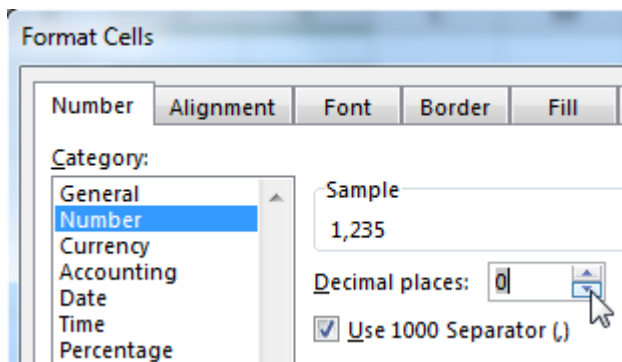 Format Cells
Number Alignment Font Border Fill
Category:
General
Number
Currency
Accounting
Date
Time
Percentage
Sample
1,235
Decimal places: 0
Use 1000 Separator (,)